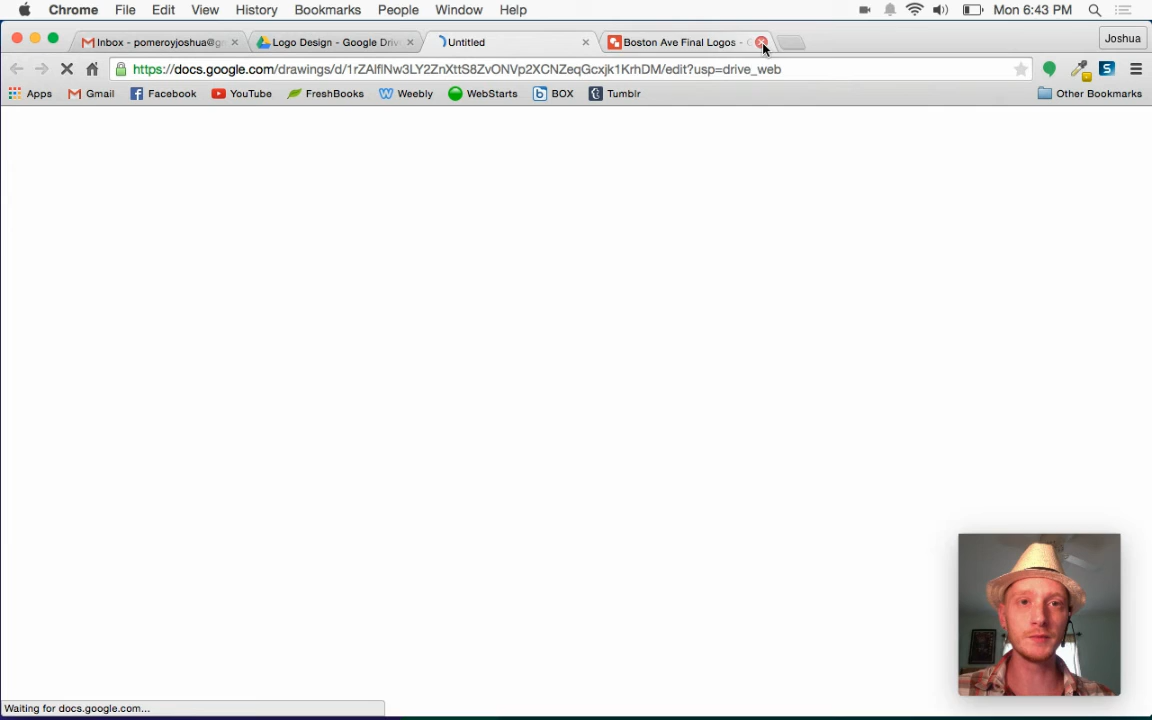 Chrome File Edit View History Bookmarks People Window Help Mon 6:43 PM
Inbox - pomeroyjoshua@g Logo Design - Google Driv Untitled Boston Ave Final Logos - Joshua
https://docs.google.com/drawings/d/1rZAlflNw3LY2ZnXttS8ZvONVp2XCNZeqGcxjk1KrhDM/edit?usp=drive_web
Apps Gmail Facebook YouTube FreshBooks Weebly WebStarts BOX Tumblr Other Bookmarks
Waiting for docs.google.com...